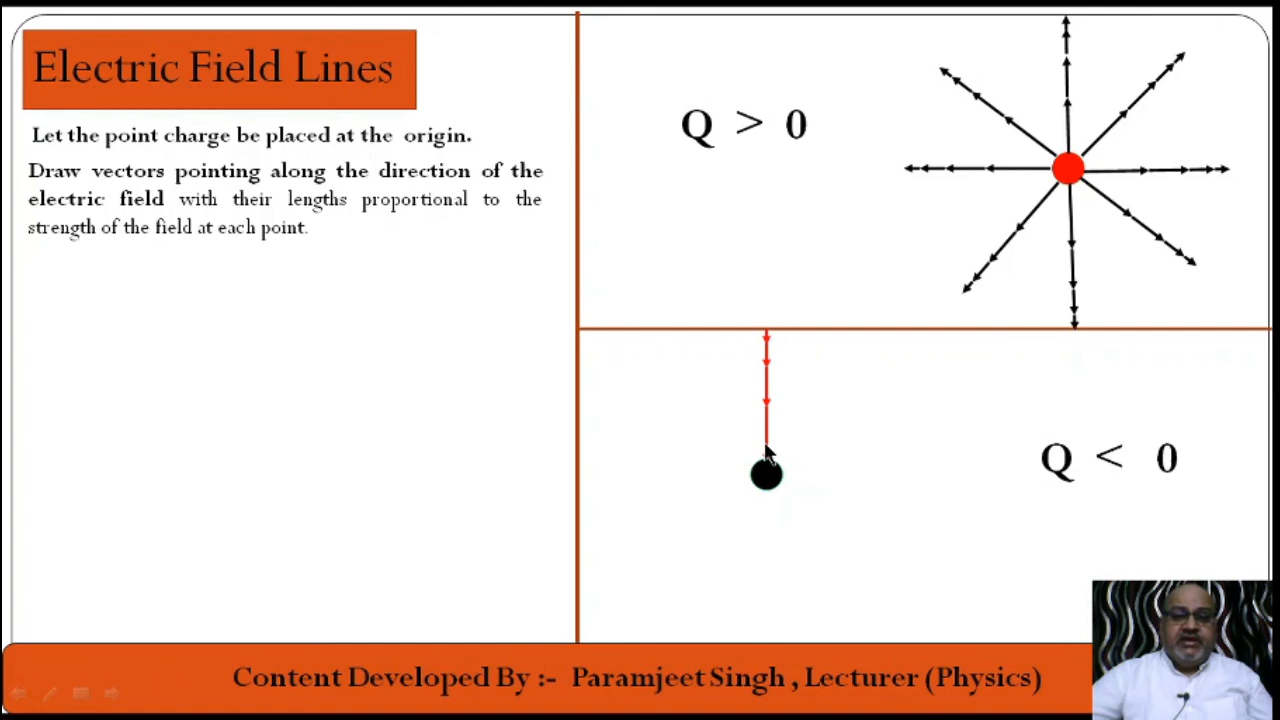 Electric Field Lines
Let the point charge be placed at the origin.
Draw vectors pointing along the direction of the
electric field with their lengths proportional to the
strength of the field at each point.
Q > 0
Q < 0
Content Developed By :- Paramjeet Singh , Lecturer (Physics)